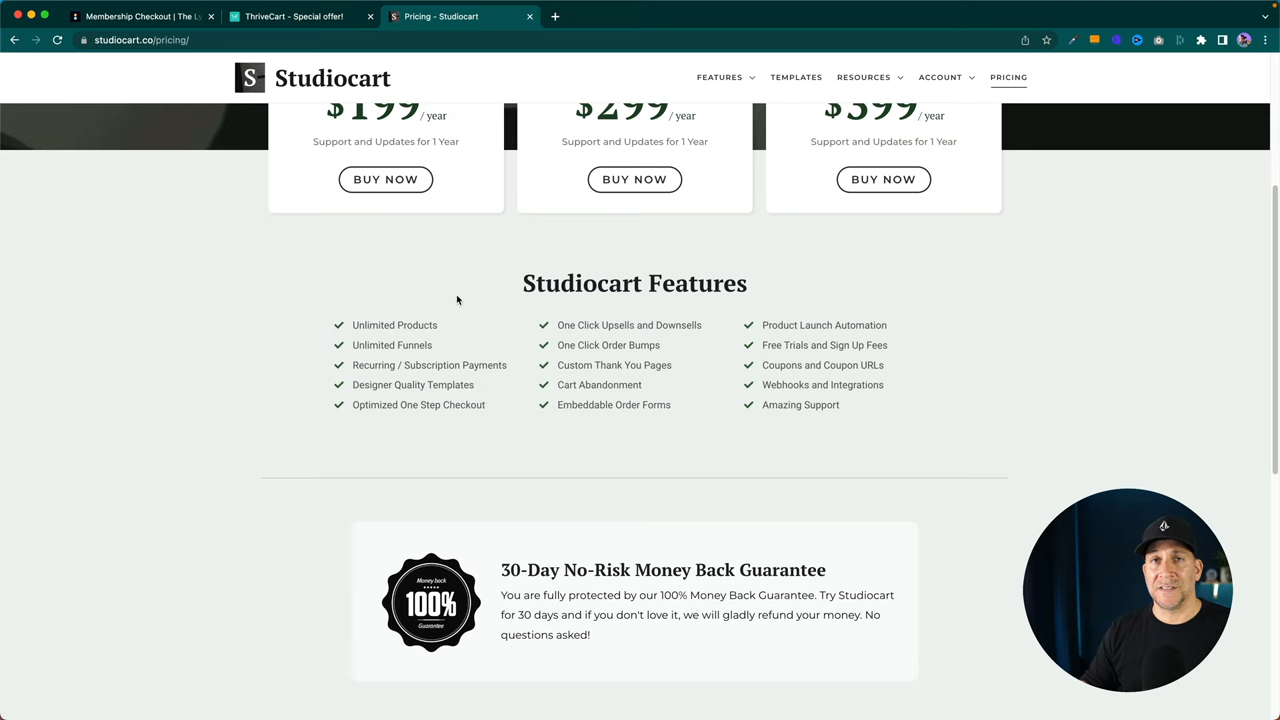 Membership Checkout | The Ly
ThriveCart - Special offer!
Pricing - Studiocart
studiocart.co/pricing/
S Studiocart
FEATURES
TEMPLATES
RESOURCES
ACCOUNT
PRICING
$199 / year
Support and Updates for 1 Year
BUY NOW
$299 / year
Support and Updates for 1 Year
BUY NOW
$399 / year
Support and Updates for 1 Year
BUY NOW
Studiocart Features
Unlimited Products
Unlimited Funnels
Recurring / Subscription Payments
Designer Quality Templates
Optimized One Step Checkout
One Click Upsells and Downsells
One Click Order Bumps
Custom Thank You Pages
Cart Abandonment
Embeddable Order Forms
Product Launch Automation
Free Trials and Sign Up Fees
Coupons and Coupon URLs
Webhooks and Integrations
Amazing Support
Money back
100%
Guarantee
30-Day No-Risk Money Back Guarantee
You are fully protected by our 100% Money Back Guarantee. Try Studiocart
for 30 days and if you don't love it, we will gladly refund your money. No
questions asked!